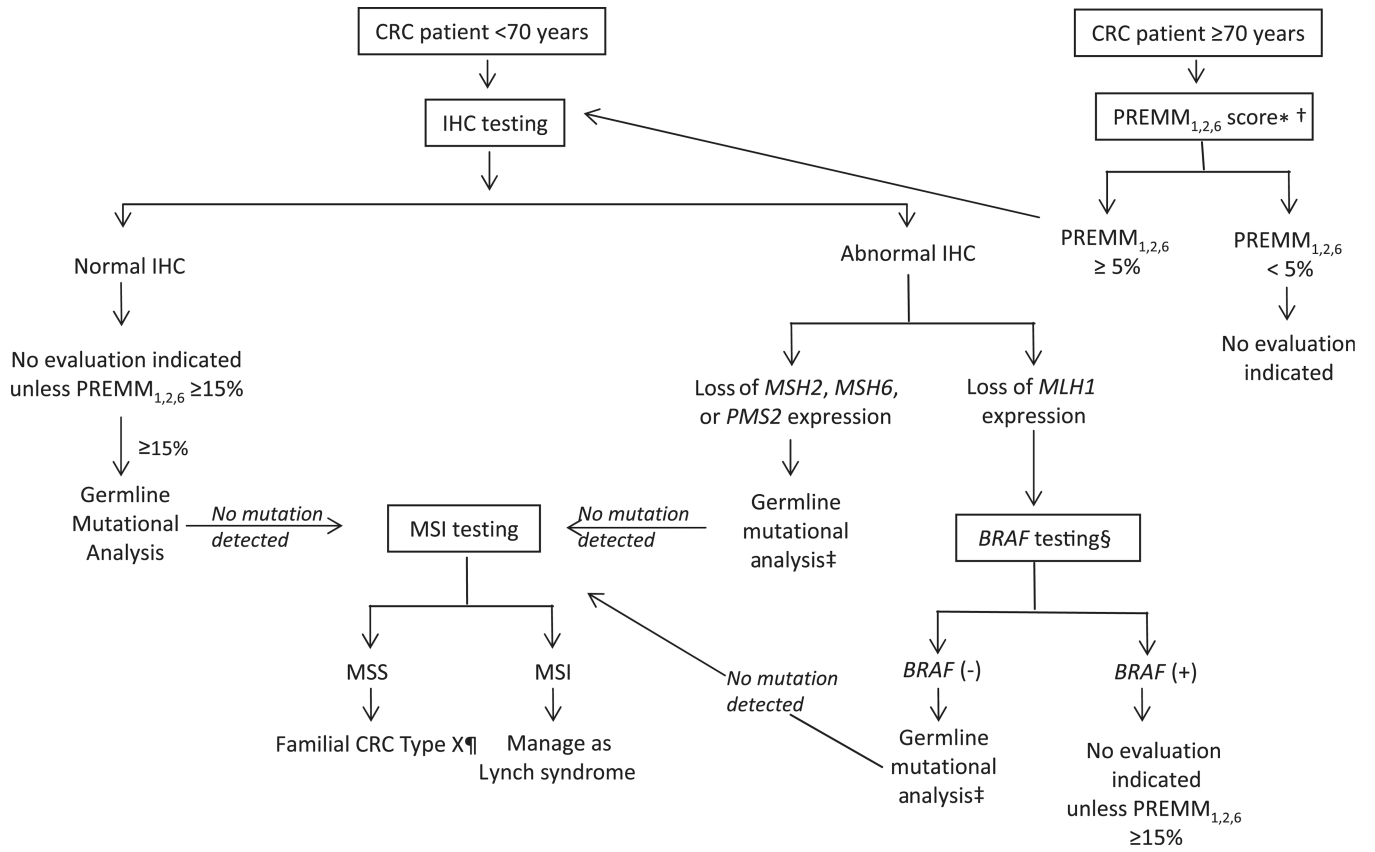 CRC patient <70 years
CRC patient ≥70 years
IHC testing
PREMM1,2,6 score* †
Normal IHC
Abnormal IHC
PREMM1,2,6
≥ 5%
PREMM1,2,6
< 5%
No evaluation indicated
unless PREMM1,2,6 ≥15%
No evaluation
indicated
Loss of MSH2, MSH6,
or PMS2 expression
Loss of MLH1
expression
≥15%
Germline
Mutational
Analysis
No mutation
detected
MSI testing
No mutation
detected
Germline
mutational
analysis‡
BRAF testing§
MSS
MSI
No mutation
detected
BRAF (-)
BRAF (+)
Familial CRC Type X¶
Manage as
Lynch syndrome
Germline
mutational
analysis‡
No evaluation
indicated
unless PREMM1,2,6
≥15%